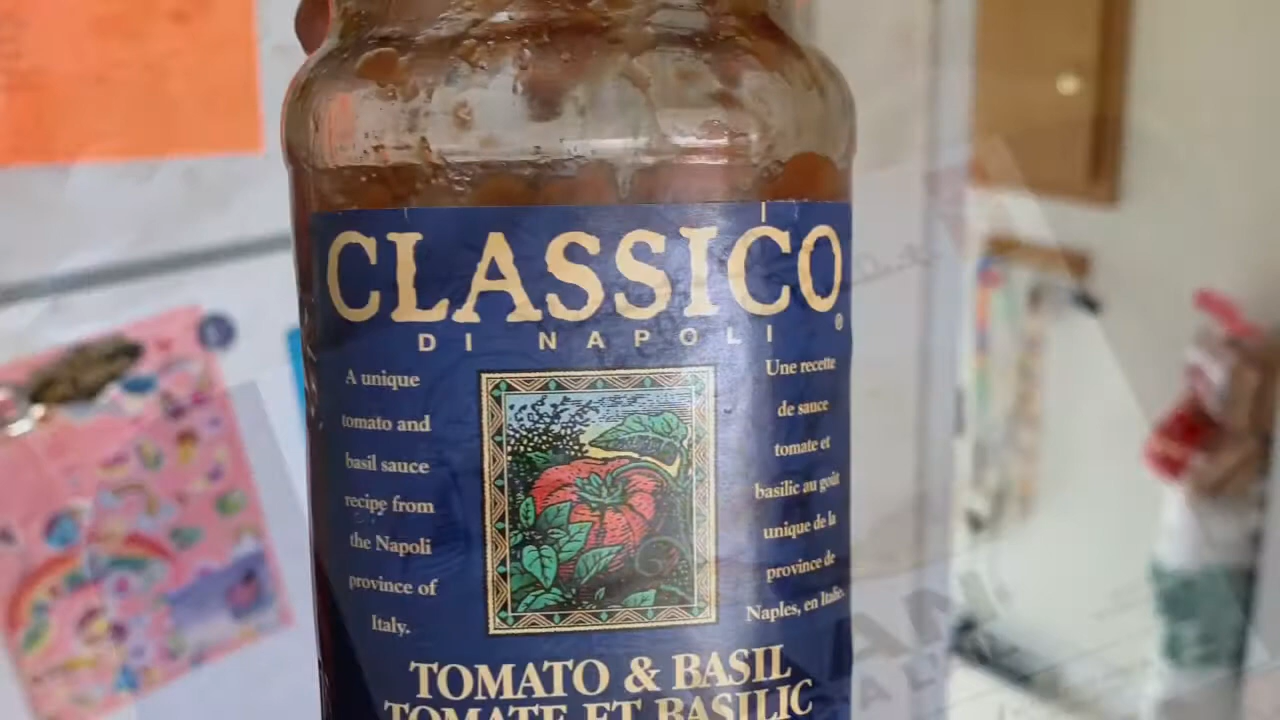 CLASSICO®
DI NAPOLI
A unique
tomato and
basil sauce
recipe from
the Napoli
province of
Italy.
Une recette
de sauce
tomate et
basilic au goût
unique de la
province de
Naples, en Italie.
TOMATO & BASIL
TOMATE ET BASILIC